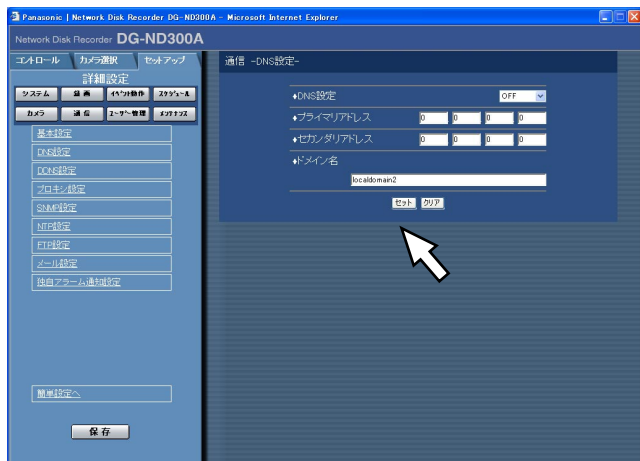 Panasonic | Network Disk Recorder DG-ND300A - Microsoft Internet Explorer
Network Disk Recorder DG-ND300A
コントロール カメラ選択 セットアップ
詳細設定
システム 録画 イベント動作 スケジュール
カメラ 通信 ユーザー管理 メンテナンス
基本設定
DNS設定
DDNS設定
プロキシ設定
SNMP設定
NTP設定
FTP設定
メール設定
独自アラーム通知設定
簡単設定へ
保存
通信 -DNS設定-
♦DNS設定 OFF
♦プライマリアドレス 0 0 0 0
♦セカンダリアドレス 0 0 0 0
♦ドメイン名
localdomain2
セット クリア